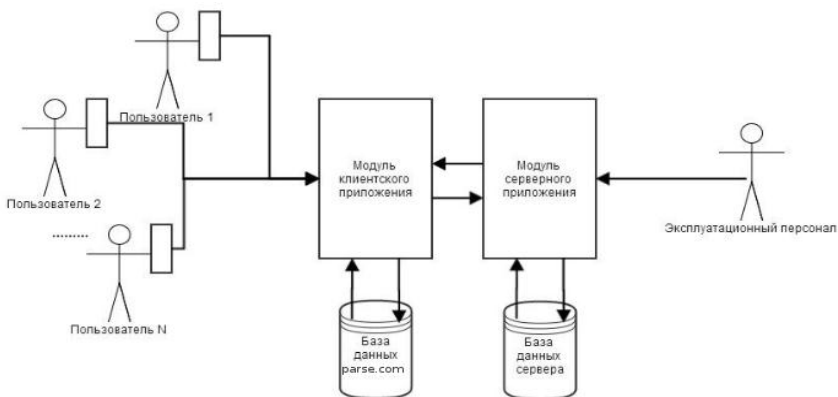 Пользователь 1
Пользователь 2
.........
Пользователь N
Модуль
клиентского
приложения
Модуль
серверного
приложения
Эксплуатационный персонал
База
данных
parse.com
База
данных
сервера